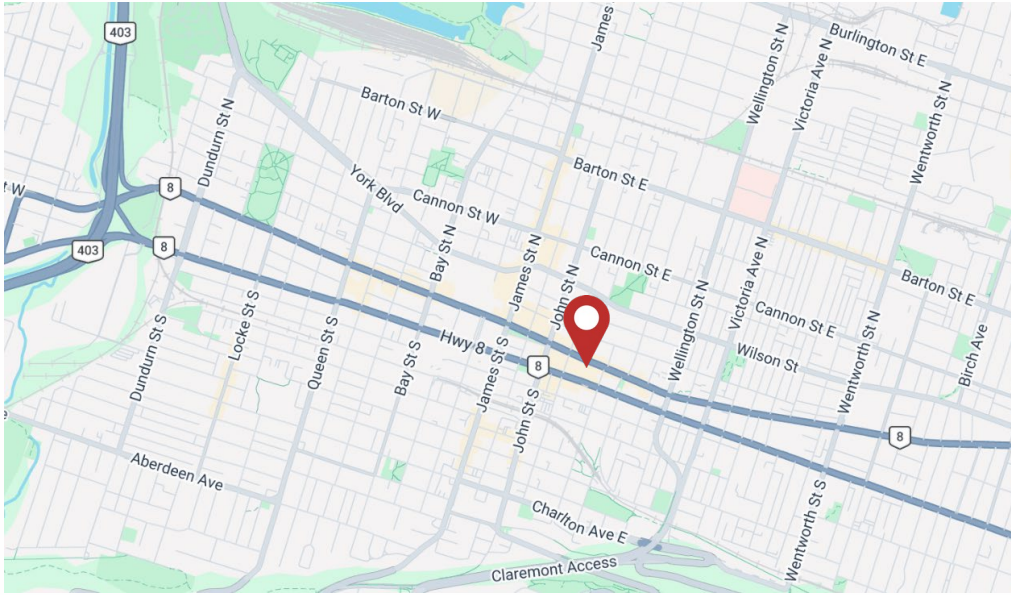 403
James
Burlington St E
Wellington St N
Victoria Ave N
Barton St W
Dundurn St N
Wentworth St N
Barton St E
York Blvd
t W
8
Cannon St W
8
403
Bay St N
James St N
John St N
Cannon St E
Victoria Ave N
Barton St E
Wellington St N
Cannon St E
Locke St S
Dundurn St S
Queen St S
Hwy 8
Bay St S
James St S
8
Wilson St
Wentworth St N
Birch Ave
John St S
8
e
Aberdeen Ave
Charlton Ave E
Wentworth St S
Claremont Access